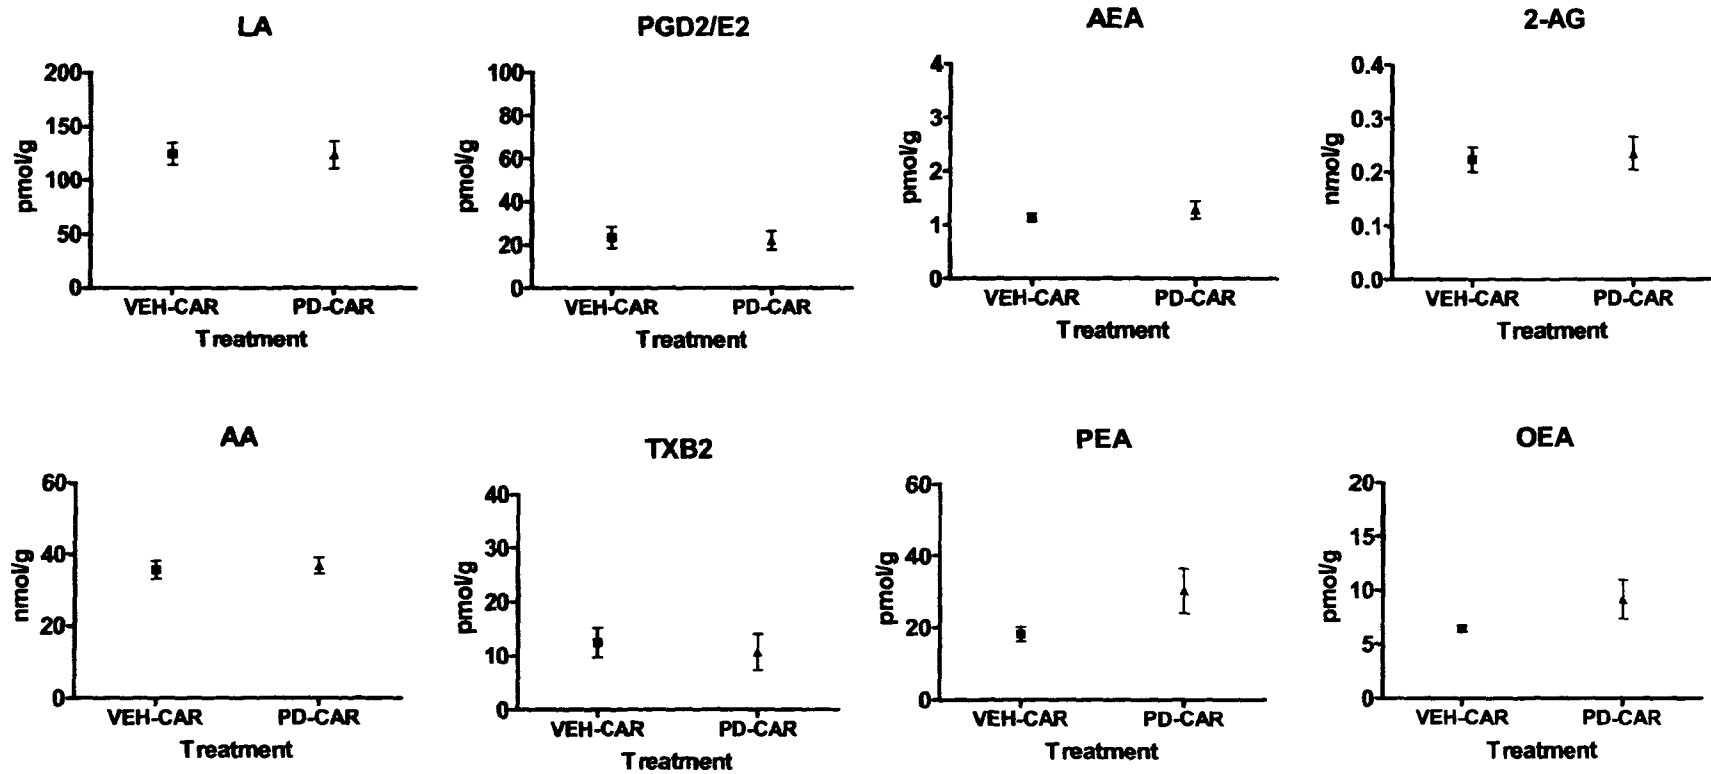 LA
200
150
100
50
0
pmol/g
VEH-CAR PD-CAR
Treatment
PGD2/E2
100
80
60
40
20
0
pmol/g
VEH-CAR PD-CAR
Treatment
AEA
4
3
2
1
0
pmol/g
VEH-CAR PD-CAR
Treatment
2-AG
0.4
0.3
0.2
0.1
0.0
nmol/g
VEH-CAR PD-CAR
Treatment
AA
60
40
20
0
nmol/g
VEH-CAR PD-CAR
Treatment
TXB2
40
30
20
10
0
pmol/g
VEH-CAR PD-CAR
Treatment
PEA
60
40
20
0
pmol/g
VEH-CAR PD-CAR
Treatment
OEA
20
15
10
5
0
pmol/g
VEH-CAR PD-CAR
Treatment